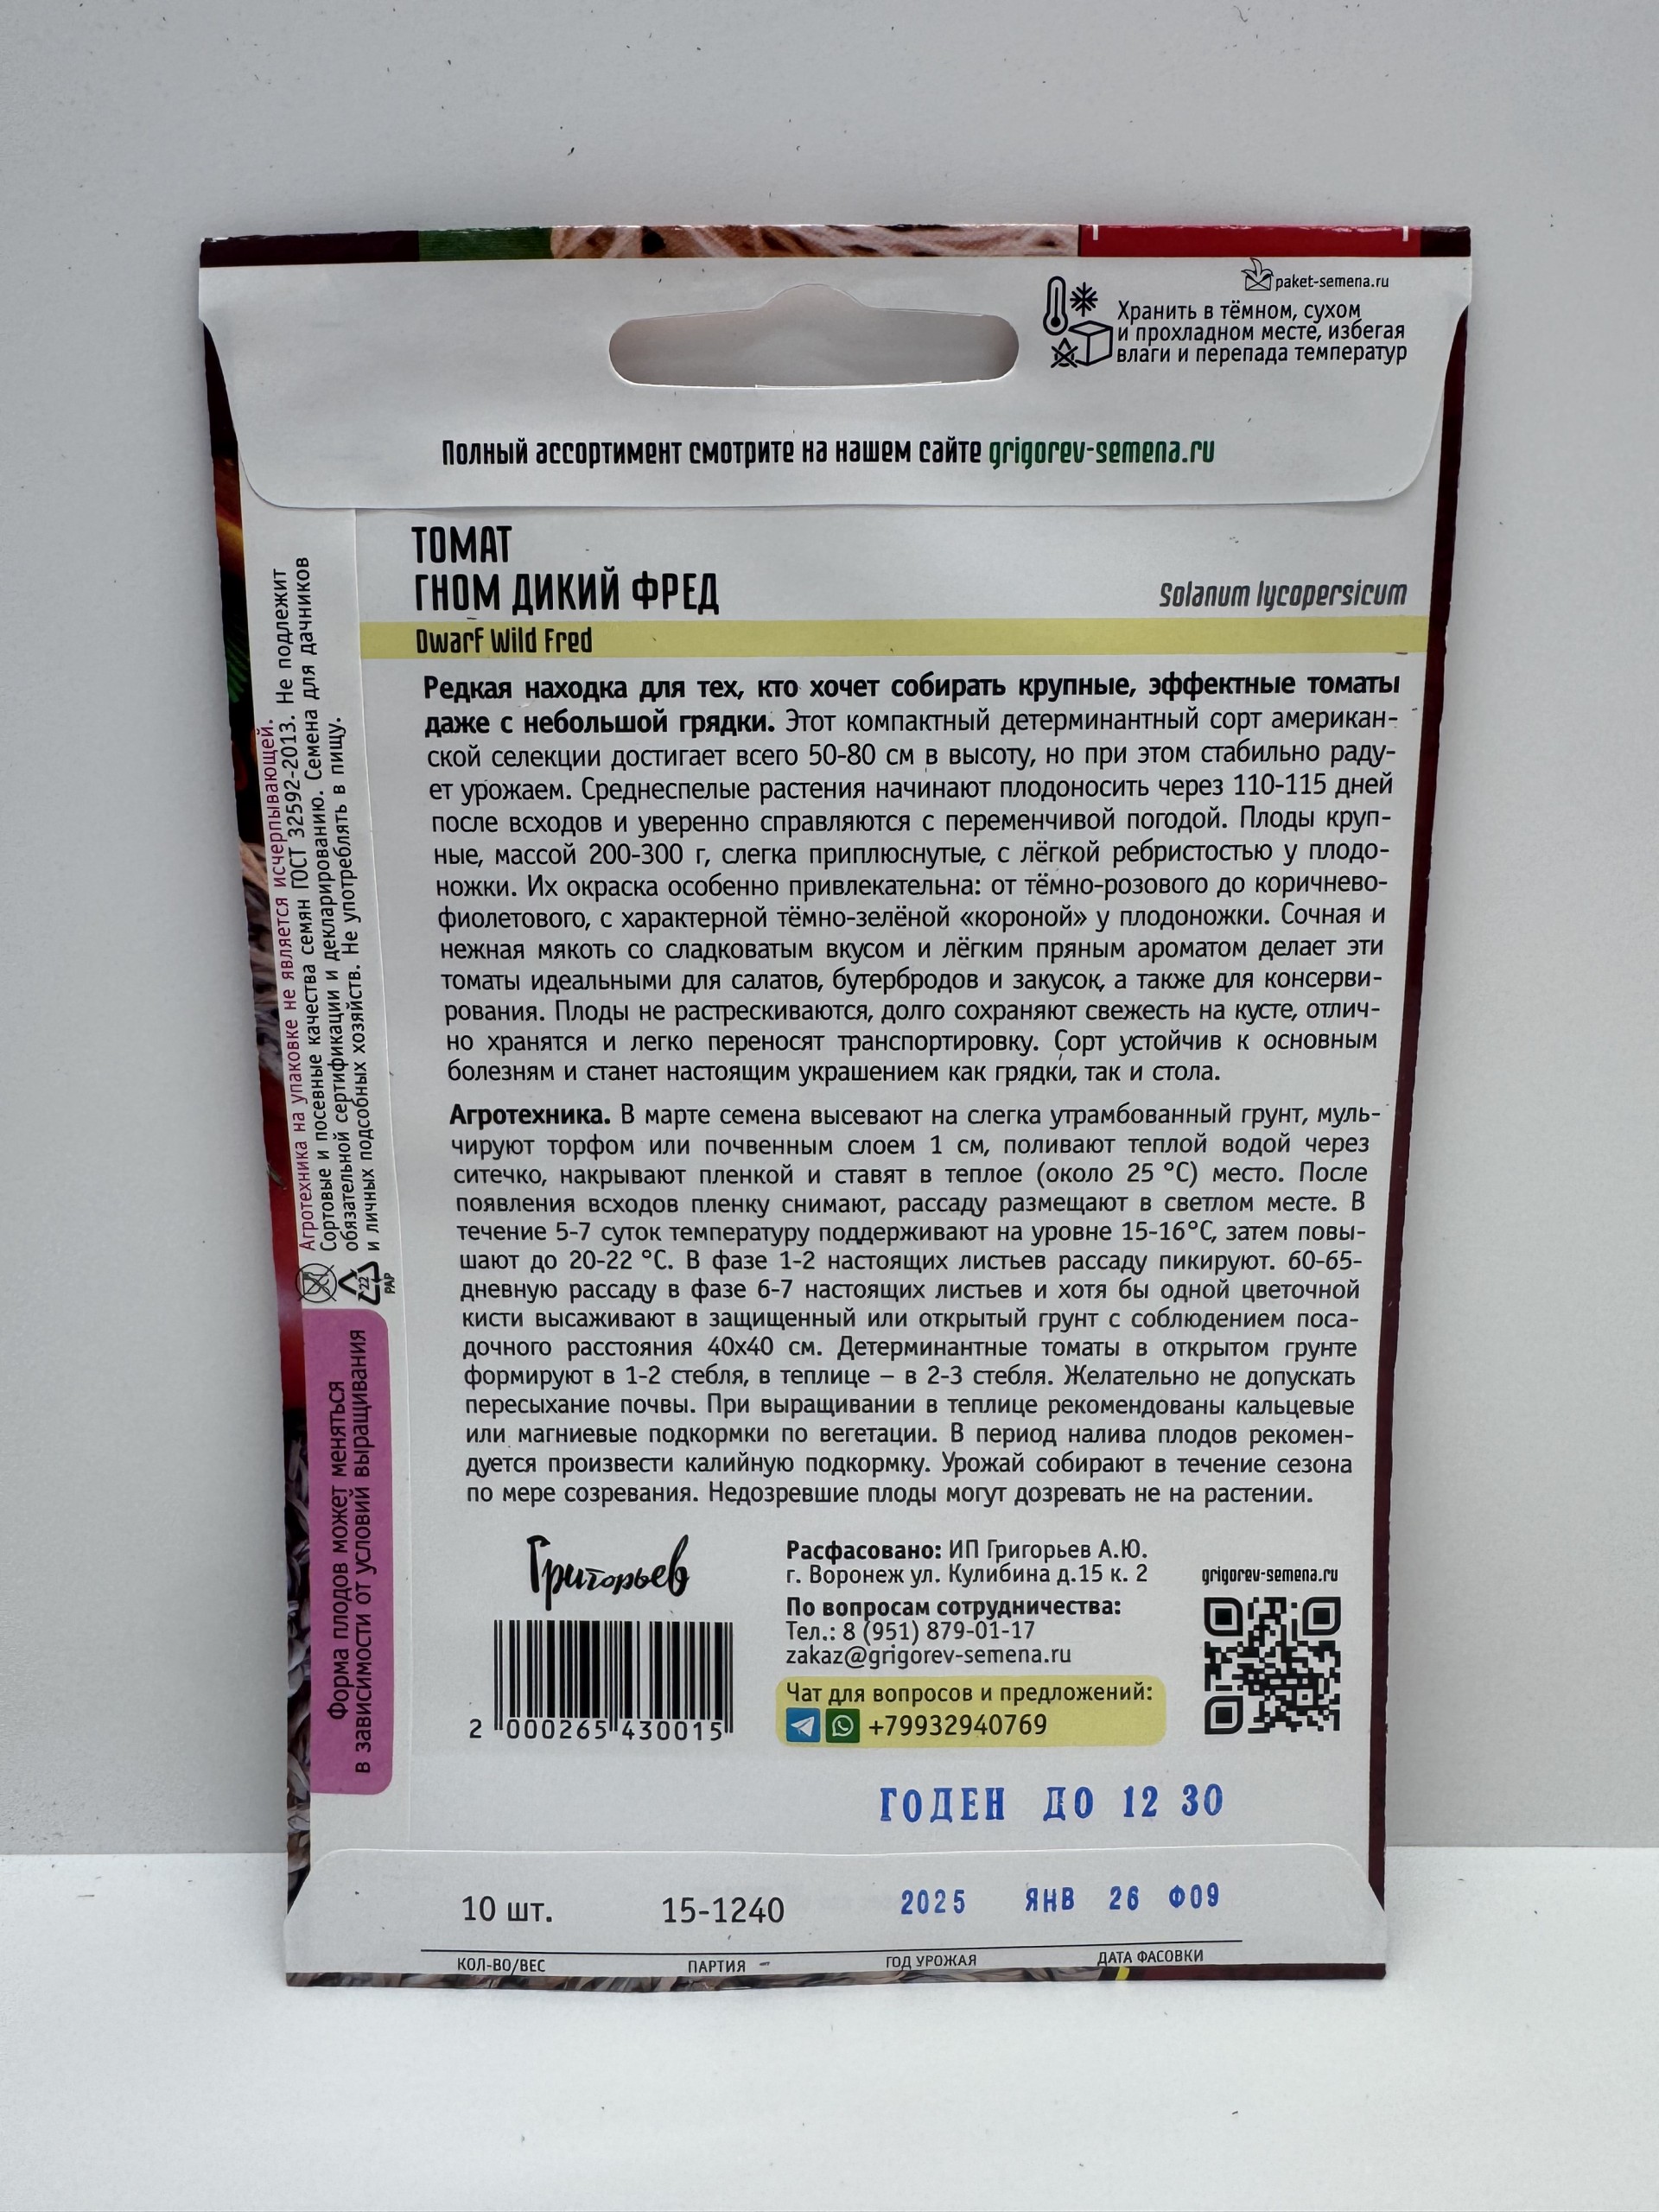 paket-semena.ru
Хранить в тёмном, сухом
и прохладном месте, избегая
влаги и перепада температур
Полный ассортимент смотрите на нашем сайте grigorev-semena.ru
ТОМАТ
ГНОМ ДИКИЙ ФРЕД
Solanum lycopersicum
Dwarf Wild Fred
Редкая находка для тех, кто хочет собирать крупные, эффектные томаты
даже с небольшой грядки. Этот компактный детерминантный сорт американ-
ской селекции достигает всего 50-80 см в высоту, но при этом стабильно раду-
ет урожаем. Среднеспелые растения начинают плодоносить через 110-115 дней
после всходов и уверенно справляются с переменчивой погодой. Плоды круп-
ные, массой 200-300 г, слегка приплюснутые, с лёгкой ребристостью у плодо-
ножки. Их окраска особенно привлекательна: от тёмно-розового до коричнево-
фиолетового, с характерной тёмно-зелёной «короной» у плодоножки. Сочная и
нежная мякоть со сладковатым вкусом и лёгким пряным ароматом делает эти
томаты идеальными для салатов, бутербродов и закусок, а также для консерви-
рования. Плоды не растрескиваются, долго сохраняют свежесть на кусте, отлич-
но хранятся и легко переносят транспортировку. Сорт устойчив к основным
болезням и станет настоящим украшением как грядки, так и стола.
Агротехника. В марте семена высевают на слегка утрамбованный грунт, муль-
чируют торфом или почвенным слоем 1 см, поливают теплой водой через
ситечко, накрывают пленкой и ставят в теплое (около 25 °С) место. После
появления всходов пленку снимают, рассаду размещают в светлом месте. В
течение 5-7 суток температуру поддерживают на уровне 15-16°С, затем повы-
шают до 20-22 °С. В фазе 1-2 настоящих листьев рассаду пикируют. 60-65-
дневную рассаду в фазе 6-7 настоящих листьев и хотя бы одной цветочной
кисти высаживают в защищенный или открытый грунт с соблюдением поса-
дочного расстояния 40х40 см. Детерминантные томаты в открытом грунте
формируют в 1-2 стебля, в теплице – в 2-3 стебля. Желательно не допускать
пересыхание почвы. При выращивании в теплице рекомендованы кальцевые
или магниевые подкормки по вегетации. В период налива плодов рекомен-
дуется произвести калийную подкормку. Урожай собирают в течение сезона
по мере созревания. Недозревшие плоды могут дозревать не на растении.
Агротехника на упаковке не является исчерпывающей.
Сортовые и посевные качества семян ГОСТ 32592-2013. Не подлежит
обязательной сертификации и декларированию. Семена для дачников
и личных подсобных хозяйств. Не употреблять в пищу.
22
PAP
Форма плодов может меняться
в зависимости от условий выращивания
Григорьев
2 000265 430015
Расфасовано: ИП Григорьев А.Ю.
г. Воронеж ул. Кулибина д.15 к. 2
По вопросам сотрудничества:
Тел.: 8 (951) 879-01-17
zakaz@grigorev-semena.ru
Чат для вопросов и предложений:
+79932940769
grigorev-semena.ru
ГОДЕН ДО 12 30
10 шт. 15-1240 2025 ЯНВ 26 Ф09
КОЛ-ВО/ВЕС ПАРТИЯ ГОД УРОЖАЯ ДАТА ФАСОВКИ